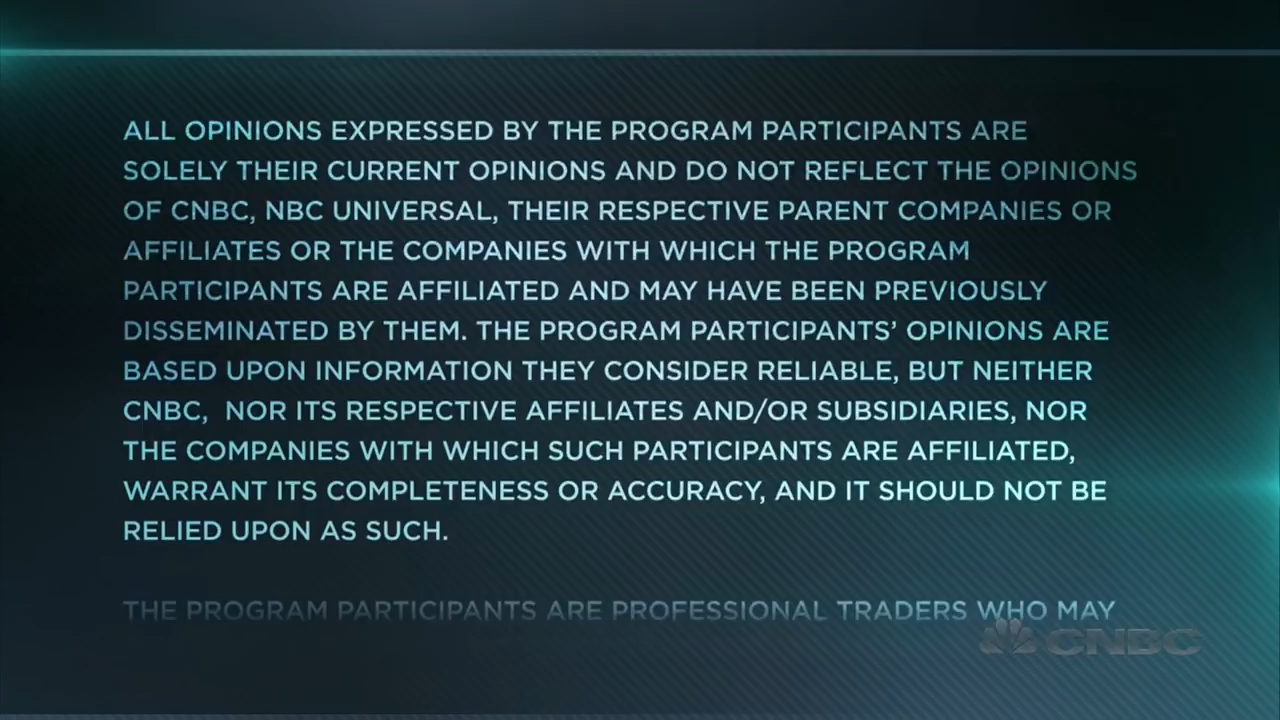 ALL OPINIONS EXPRESSED BY THE PROGRAM PARTICIPANTS ARE
SOLELY THEIR CURRENT OPINIONS AND DO NOT REFLECT THE OPINIONS
OF CNBC, NBC UNIVERSAL, THEIR RESPECTIVE PARENT COMPANIES OR
AFFILIATES OR THE COMPANIES WITH WHICH THE PROGRAM
PARTICIPANTS ARE AFFILIATED AND MAY HAVE BEEN PREVIOUSLY
DISSEMINATED BY THEM. THE PROGRAM PARTICIPANTS’ OPINIONS ARE
BASED UPON INFORMATION THEY CONSIDER RELIABLE, BUT NEITHER
CNBC,  NOR ITS RESPECTIVE AFFILIATES AND/OR SUBSIDIARIES, NOR
THE COMPANIES WITH WHICH SUCH PARTICIPANTS ARE AFFILIATED,
WARRANT ITS COMPLETENESS OR ACCURACY, AND IT SHOULD NOT BE
RELIED UPON AS SUCH.
THE PROGRAM PARTICIPANTS ARE PROFESSIONAL TRADERS WHO MAY
CNBC